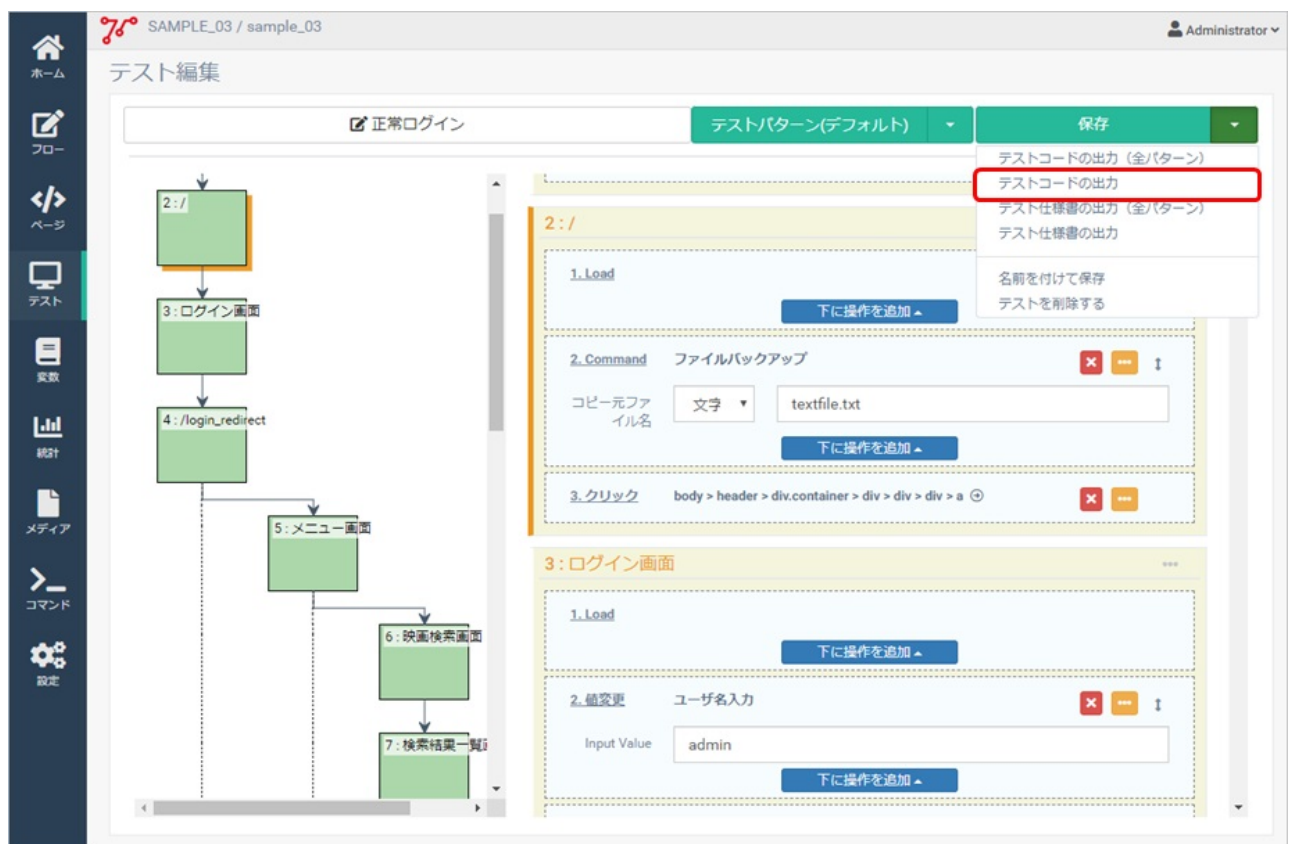 SAMPLE_03 / sample_03
Administrator
ホーム
フロー
ページ
テスト
変数
統計
メディア
コマンド
設定
テスト編集
正常ログイン
テストパターン(デフォルト)
保存
テストコードの出力（全パターン）
テストコードの出力
テスト仕様書の出力（全パターン）
テスト仕様書の出力
名前を付けて保存
テストを削除する
2 : /
3 : ログイン画面
4 : /login_redirect
5 : メニュー画面
6 : 映画検索画面
7 : 検索結果一覧
2 : /
1. Load
下に操作を追加
2. Command ファイルバックアップ
コピー元ファ
イル名
文字
textfile.txt
下に操作を追加
3. クリック body > header > div.container > div > div > div > a
3 : ログイン画面
1. Load
下に操作を追加
2. 値変更 ユーザ名入力
Input Value admin
下に操作を追加